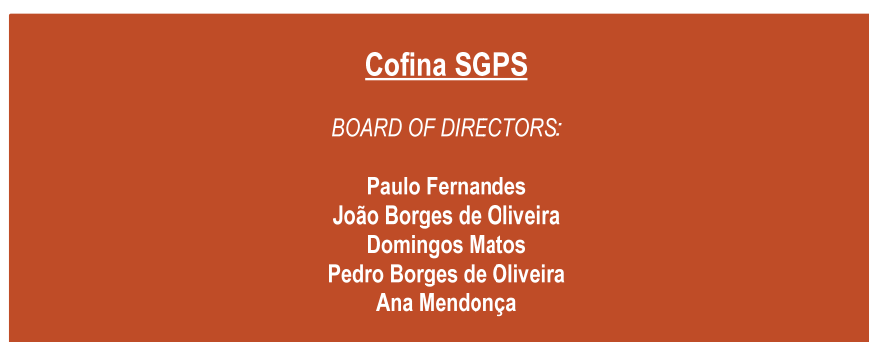 Cofina SGPS
BOARD OF DIRECTORS:
Paulo Fernandes
João Borges de Oliveira
Domingos Matos
Pedro Borges de Oliveira
Ana Mendonça